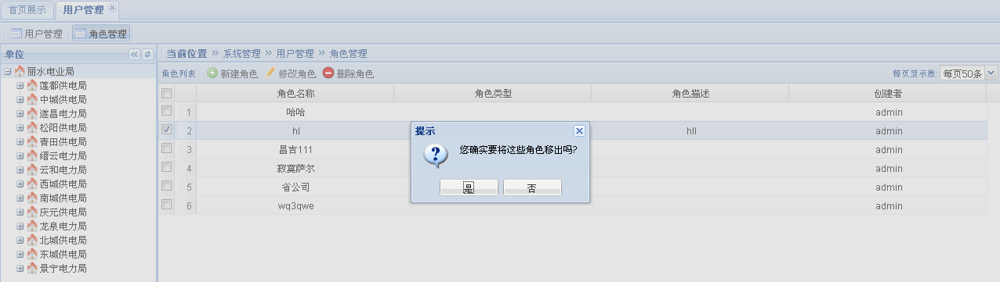 首页展示 用户管理
用户管理 角色管理
单位
丽水电业局
莲都供电局
中城供电局
遂昌电力局
松阳供电局
青田供电局
缙云电力局
云和电力局
西城供电局
南城供电局
庆元供电局
龙泉电力局
北城供电局
东城供电局
景宁电力局
当前位置 >> 系统管理 >> 用户管理 >> 角色管理
角色列表 新建角色 修改角色 删除角色 每页显示数: 每页50条
角色名称 角色类型 角色描述 创建者
1 哈哈 admin
2 hl hll admin
3 昌吉111 admin
4 寂寞萨尔 admin
5 省公司 admin
6 wq3qwe admin
提示
您确实要将这些角色移出吗?
是 否